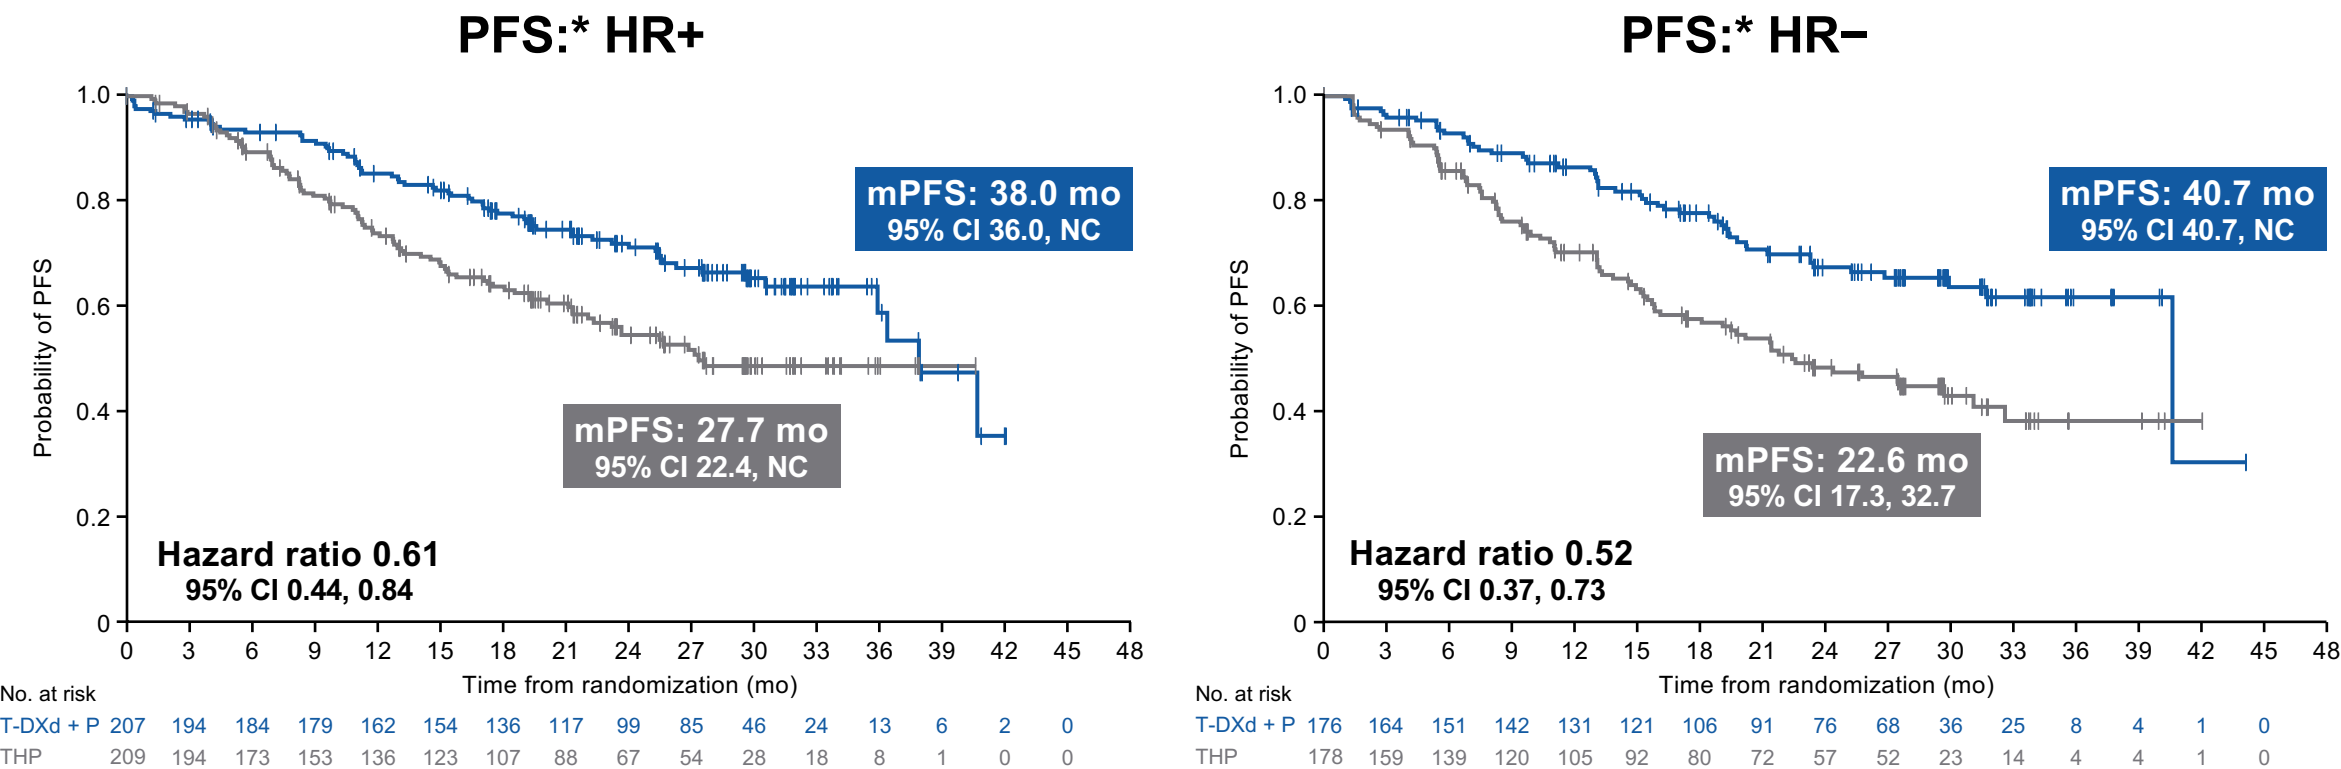 PFS:* HR+
1.0
0.8
0.6
0.4
0.2
0
Probability of PFS
mPFS: 38.0 mo
95% CI 36.0, NC
mPFS: 27.7 mo
95% CI 22.4, NC
Hazard ratio 0.61
95% CI 0.44, 0.84
0 3 6 9 12 15 18 21 24 27 30 33 36 39 42 45 48
Time from randomization (mo)
No. at risk
T-DXd + P 207 194 184 179 162 154 136 117 99 85 46 24 13 6 2 0
THP 209 194 173 153 136 123 107 88 67 54 28 18 8 1 0 0
PFS:* HR−
1.0
0.8
0.6
0.4
0.2
0
Probability of PFS
mPFS: 40.7 mo
95% CI 40.7, NC
mPFS: 22.6 mo
95% CI 17.3, 32.7
Hazard ratio 0.52
95% CI 0.37, 0.73
0 3 6 9 12 15 18 21 24 27 30 33 36 39 42 45 48
Time from randomization (mo)
No. at risk
T-DXd + P 176 164 151 142 131 121 106 91 76 68 36 25 8 4 1 0
THP 178 159 139 120 105 92 80 72 57 52 23 14 4 4 1 0